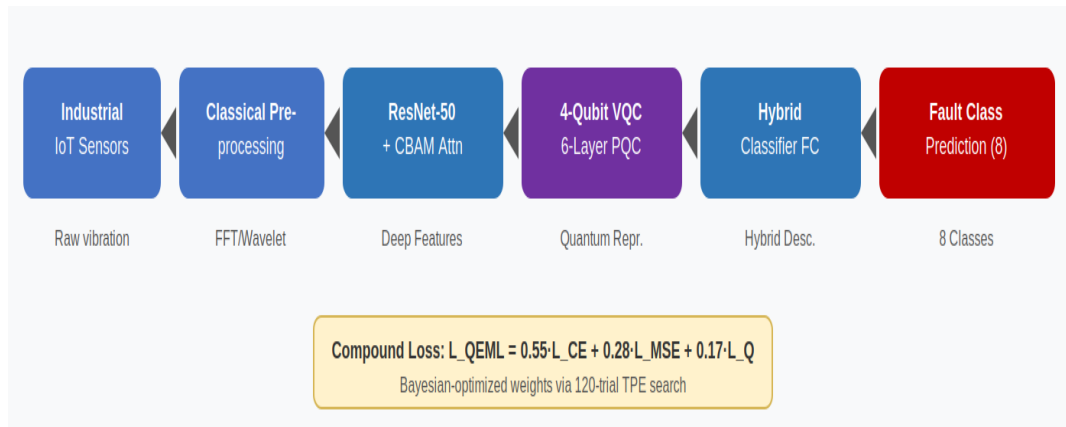 Industrial
IoT Sensors
Classical Pre-
processing
ResNet-50
+ CBAM Attn
4-Qubit VQC
6-Layer PQC
Hybrid
Classifier FC
Fault Class
Prediction (8)
Raw vibration
FFT/Wavelet
Deep Features
Quantum Repr.
Hybrid Desc.
8 Classes
Compound Loss: L_QEML = 0.55·L_CE + 0.28·L_MSE + 0.17·L_Q
Bayesian-optimized weights via 120-trial TPE search